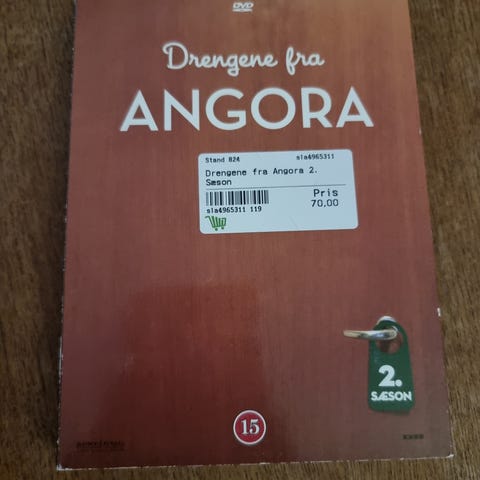 DVD
Drengene fra
ANGORA
Stand 824 sla4965311
Drengene fra Angora 2.
Sæson
Pris
70,00
sla4965311 119
2.
SÆSON
15